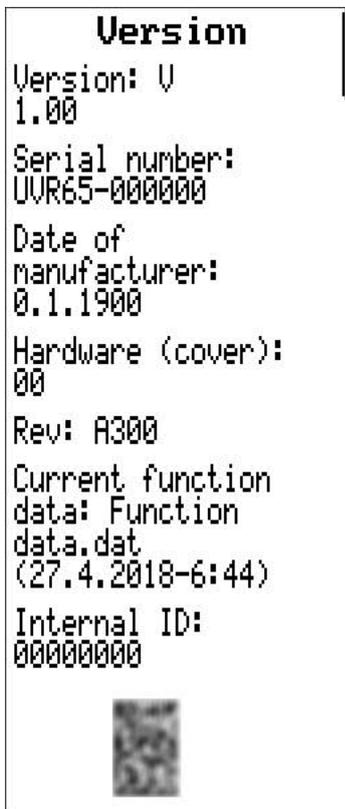 Version
Version: V
1.00
Serial number:
UVR65-000000
Date of
manufacturer:
0.1.1900
Hardware (cover):
00
Rev: A300
Current function
data: Function
data.dat
(27.4.2018-6:44)
Internal ID:
00000000